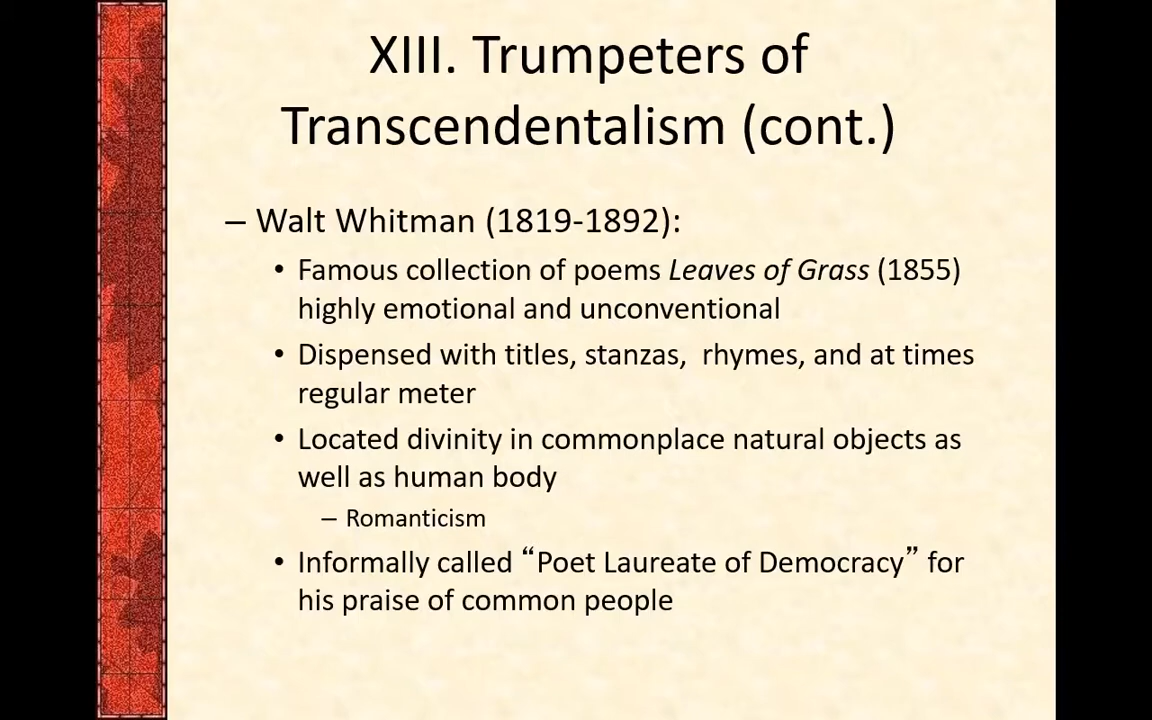 XIII. Trumpeters of
Transcendentalism (cont.)
– Walt Whitman (1819-1892):
• Famous collection of poems Leaves of Grass (1855)
highly emotional and unconventional
• Dispensed with titles, stanzas,  rhymes, and at times
regular meter
• Located divinity in commonplace natural objects as
well as human body
– Romanticism
• Informally called “Poet Laureate of Democracy” for
his praise of common people